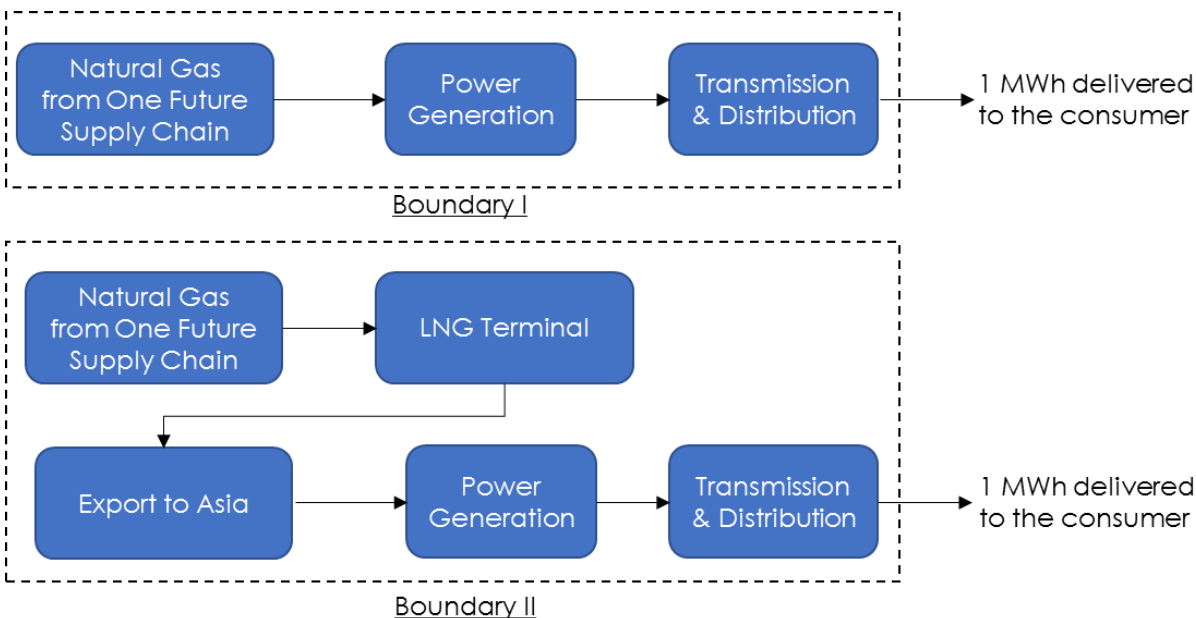 Natural Gas
from One Future
Supply Chain
Power
Generation
Transmission
& Distribution
1 MWh delivered
to the consumer
Boundary I
Natural Gas
from One Future
Supply Chain
LNG Terminal
Export to Asia
Power
Generation
Transmission
& Distribution
1 MWh delivered
to the consumer
Boundary II